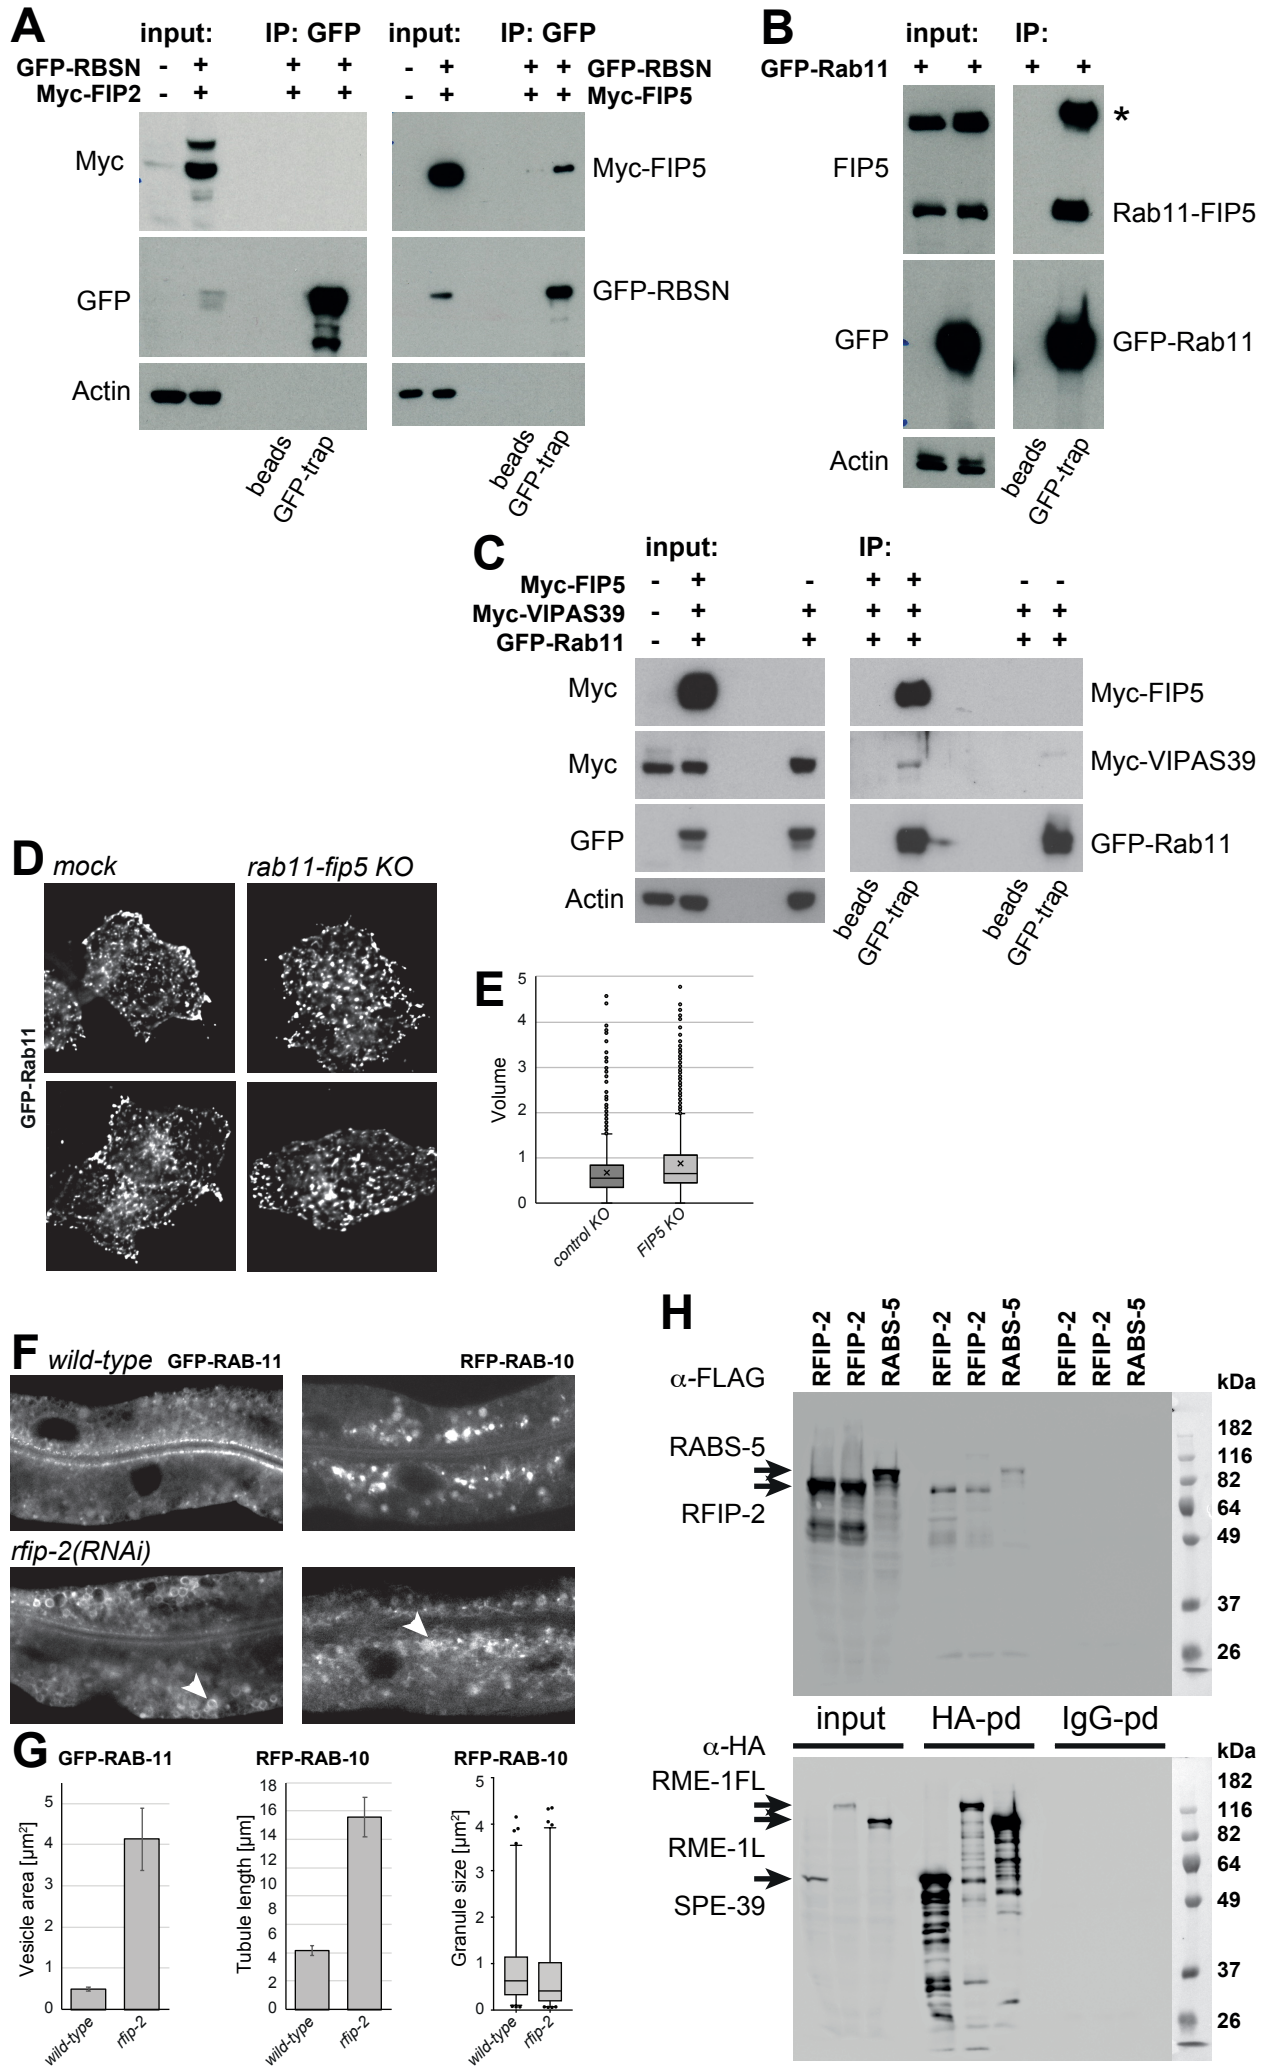 A
input: IP: GFP input: IP: GFP
GFP-RBSN - + + + - + + + GFP-RBSN
Myc-FIP2 - + + + - + + + Myc-FIP5
Myc Myc-FIP5
GFP GFP-RBSN
Actin
beads GFP-trap beads GFP-trap
B
input: IP:
GFP-Rab11 + + + +
*
FIP5
Rab11-FIP5
GFP GFP-Rab11
Actin
beads GFP-trap
C
input: IP:
Myc-FIP5 - + - + + - -
Myc-VIPAS39 - + + + + + +
GFP-Rab11 - + + + + + +
Myc Myc-FIP5
Myc Myc-VIPAS39
GFP GFP-Rab11
Actin
beads GFP-trap beads GFP-trap
D
mock rab11-fip5 KO
GFP-Rab11
E
Volume
5
4
3
2
1
0
control KO FIP5 KO
F
wild-type GFP-RAB-11 RFP-RAB-10
rfip-2(RNAi)
G
GFP-RAB-11 RFP-RAB-10 RFP-RAB-10
Vesicle area [µm²]
5
4
3
2
1
0
wild-type rfip-2
Tubule length [µm]
18
16
14
12
10
8
6
4
2
0
wild-type rfip-2
Granule size [µm²]
5
4
3
2
1
0
wild-type rfip-2
H
RFIP-2 RFIP-2 RABS-5 RFIP-2 RFIP-2 RABS-5 RFIP-2 RFIP-2 RABS-5
α-FLAG
kDa
RABS-5
RFIP-2
182
116
82
64
49
37
26
input HA-pd IgG-pd
α-HA
kDa
RME-1FL
RME-1L
SPE-39
182
116
82
64
49
37
26